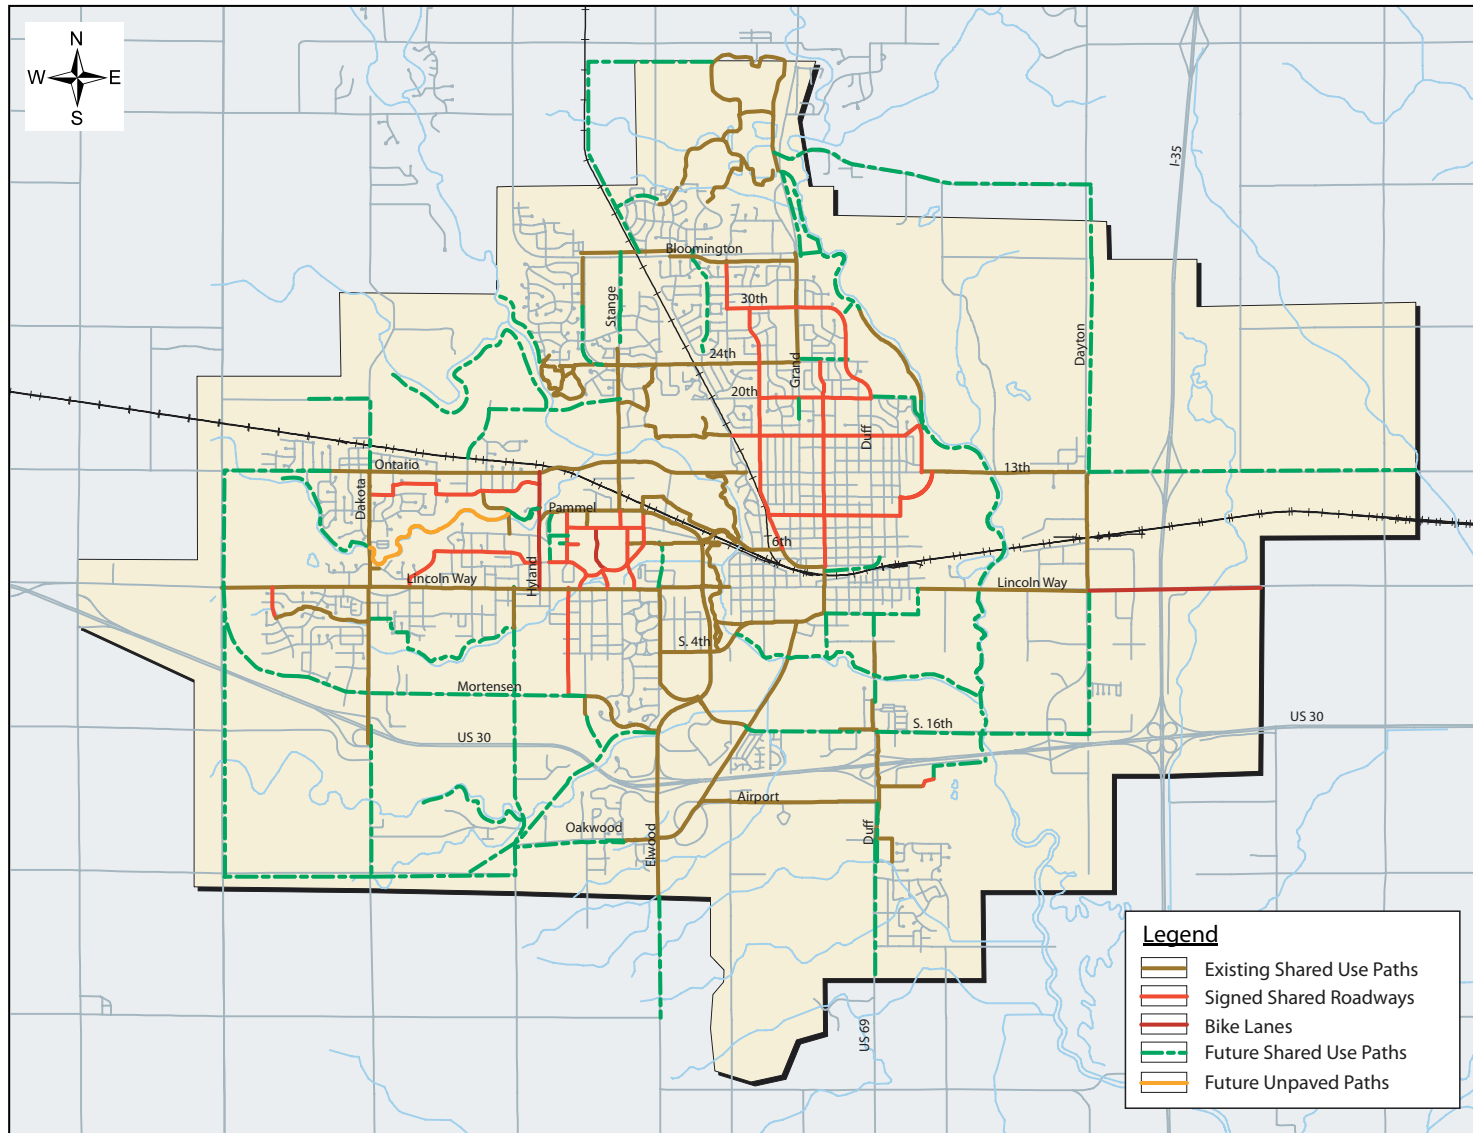 N
W E
S
I-35
Bloomington
Stange
30th
Dayton
24th
Grand
20th
Duff
Ontario
13th
Dakota
Pammel
6th
Hyland
Lincoln Way
Lincoln Way
S. 4th
Mortensen
S. 16th
US 30
US 30
Airport
Oakwood
Elwood
Duff
US 69
Legend
Existing Shared Use Paths
Signed Shared Roadways
Bike Lanes
Future Shared Use Paths
Future Unpaved Paths